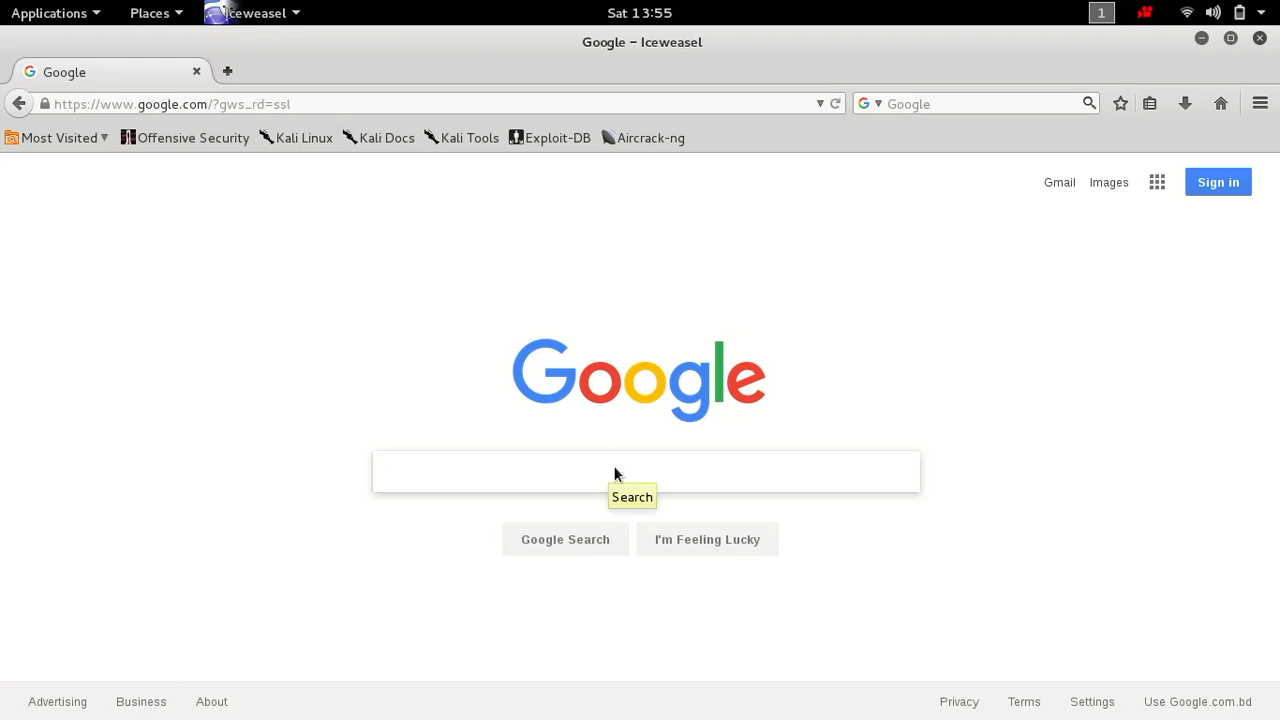 Applications Places Iceweasel Sat 13:55 1
Google - Iceweasel
Google
https://www.google.com/?gws_rd=ssl Google
Most Visited Offensive Security Kali Linux Kali Docs Kali Tools Exploit-DB Aircrack-ng
Gmail Images Sign in
Google
Search
Google Search I'm Feeling Lucky
Advertising Business About Privacy Terms Settings Use Google.com.bd